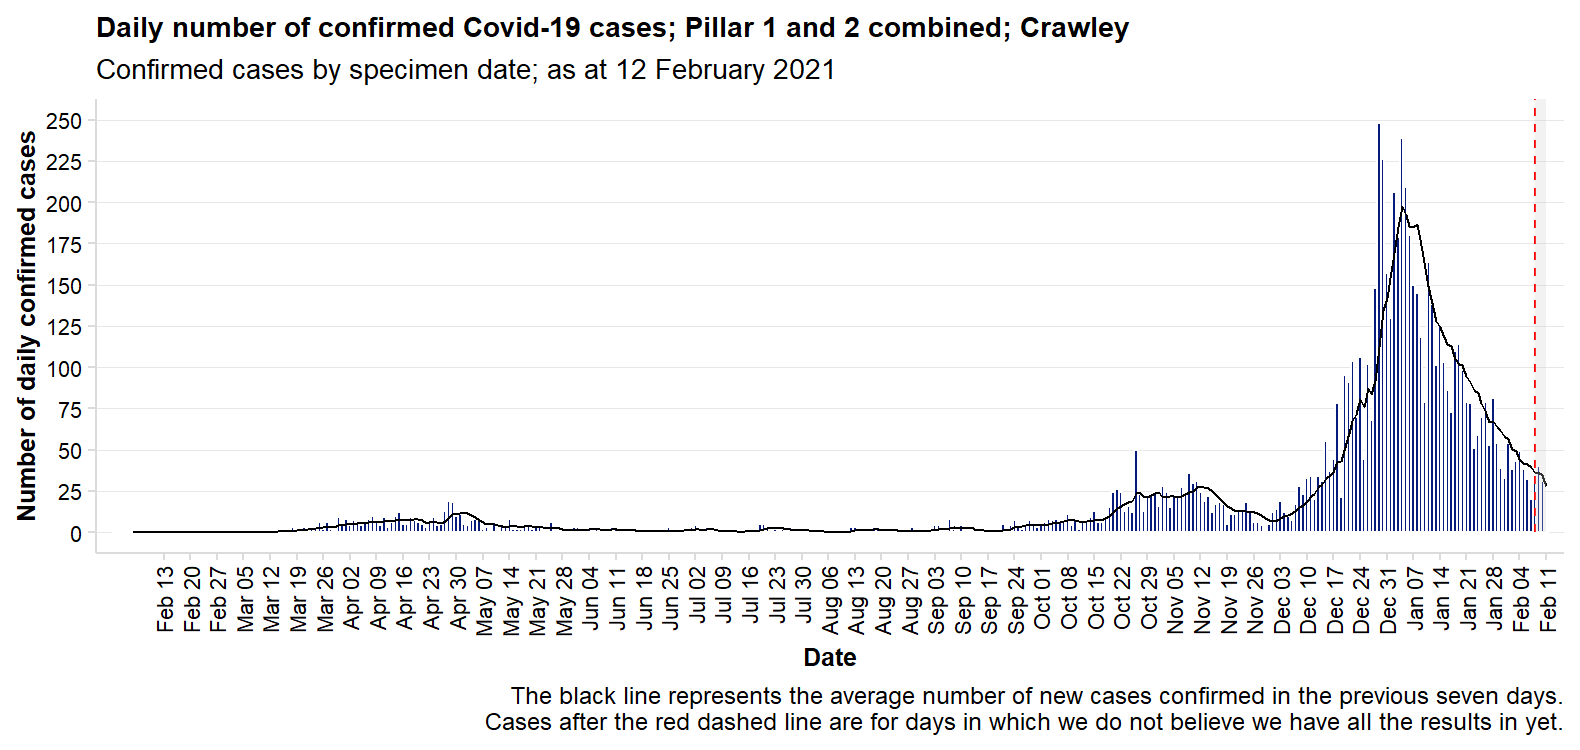 Daily number of confirmed Covid-19 cases; Pillar 1 and 2 combined; Crawley
Confirmed cases by specimen date; as at 12 February 2021
Number of daily confirmed cases
250
225
200
175
150
125
100
75
50
25
0
Feb 13
Feb 20
Feb 27
Mar 05
Mar 12
Mar 19
Mar 26
Apr 02
Apr 09
Apr 16
Apr 23
Apr 30
May 07
May 14
May 21
May 28
Jun 04
Jun 11
Jun 18
Jun 25
Jul 02
Jul 09
Jul 16
Jul 23
Jul 30
Aug 06
Aug 13
Aug 20
Aug 27
Sep 03
Sep 10
Sep 17
Sep 24
Oct 01
Oct 08
Oct 15
Oct 22
Oct 29
Nov 05
Nov 12
Nov 19
Nov 26
Dec 03
Dec 10
Dec 17
Dec 24
Dec 31
Jan 07
Jan 14
Jan 21
Jan 28
Feb 04
Feb 11
Date
The black line represents the average number of new cases confirmed in the previous seven days.
Cases after the red dashed line are for days in which we do not believe we have all the results in yet.